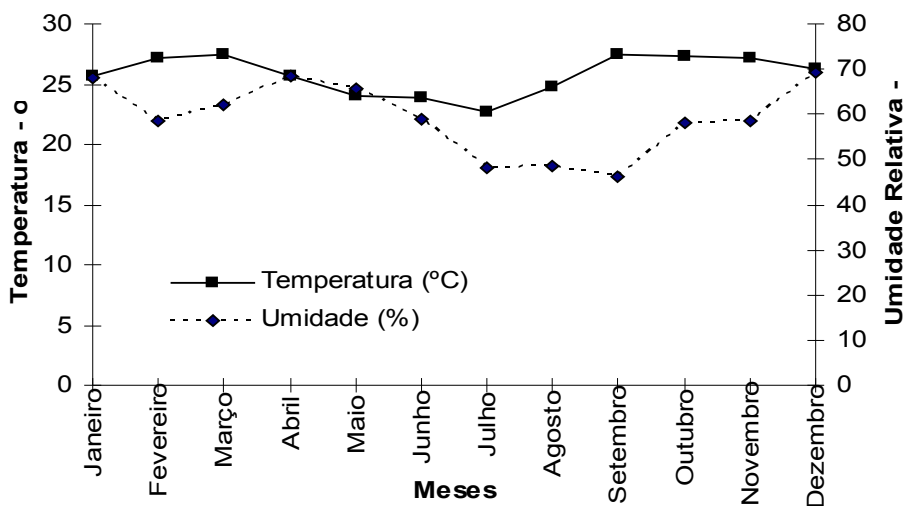 30
25
20
15
10
5
0
Temperatura - o
80
70
60
50
40
30
20
10
0
Umidade Relativa -
Temperatura (ºC)
Umidade (%)
Janeiro
Fevereiro
Março
Abril
Maio
Junho
Julho
Agosto
Setembro
Outubro
Novembro
Dezembro
Meses